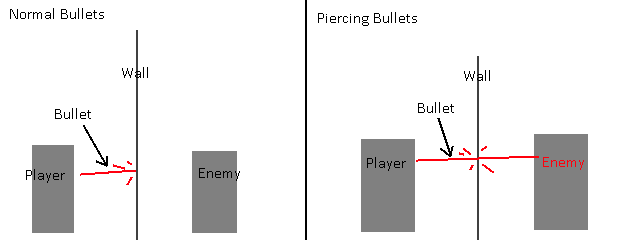 Normal Bullets
Wall
Bullet
Player
Enemy
Piercing Bullets
Wall
Bullet
Player
Enemy